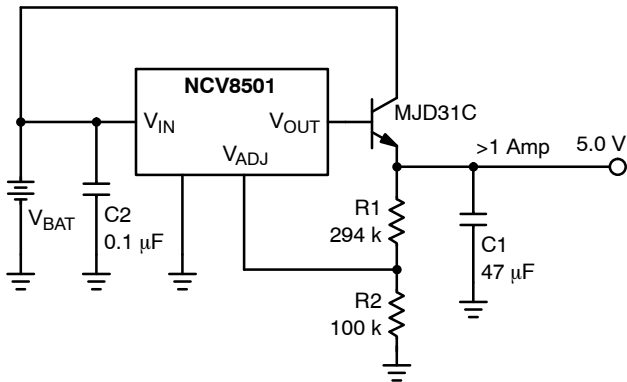 NCV8501
V_IN
V_OUT
V_ADJ
MJD31C
>1 Amp
5.0 V
V_BAT
C2
0.1 μF
R1
294 k
C1
47 μF
R2
100 k